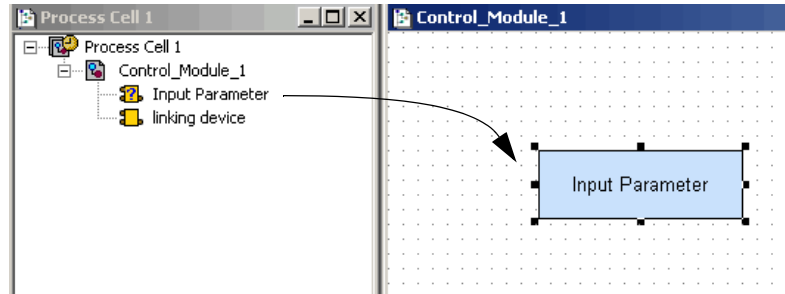 Process Cell 1
Process Cell 1
Control_Module_1
Input Parameter
linking device
Control_Module_1
Input Parameter